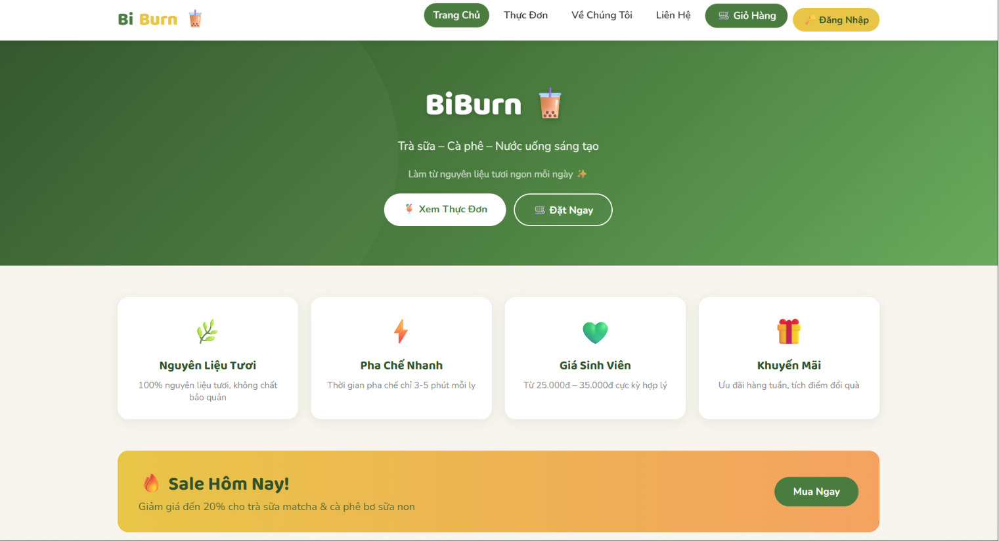 Bi Burn
Trang Chủ
Thực Đơn
Về Chúng Tôi
Liên Hệ
Giỏ Hàng
Đăng Nhập
BiBurn
Trà sữa – Cà phê – Nước uống sáng tạo
Làm từ nguyên liệu tươi ngon mỗi ngày
Xem Thực Đơn
Đặt Ngay
Nguyên Liệu Tươi
100% nguyên liệu tươi, không chất
bảo quản
Pha Chế Nhanh
Thời gian pha chế chỉ 3-5 phút mỗi ly
Giá Sinh Viên
Từ 25.000đ – 35.000đ cực kỳ hợp lý
Khuyến Mãi
Ưu đãi hàng tuần, tích điểm đổi quà
Sale Hôm Nay!
Giảm giá đến 20% cho trà sữa matcha & cà phê bơ sữa non
Mua Ngay